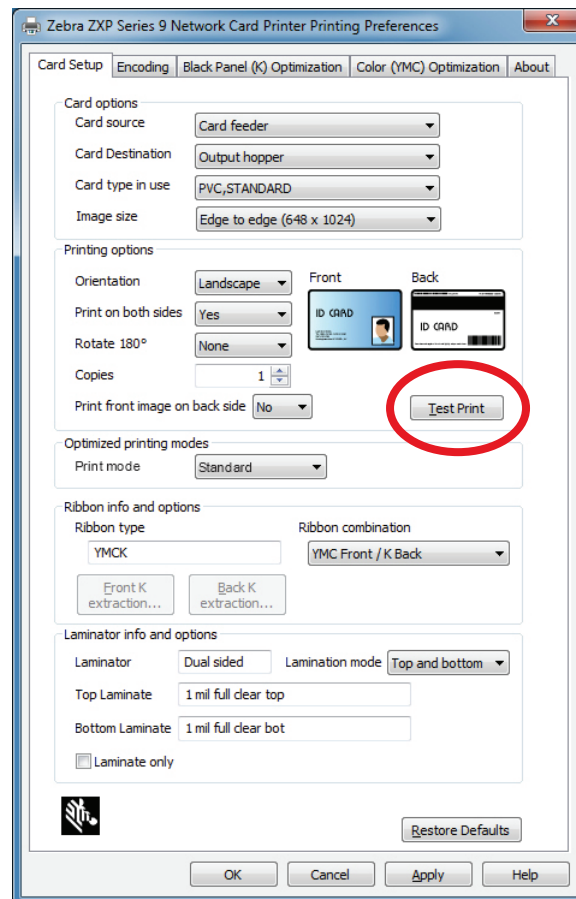 Zebra ZXP Series 9 Network Card Printer Printing Preferences
Card Setup Encoding Black Panel (K) Optimization Color (YMC) Optimization About
Card options
Card source Card feeder
Card Destination Output hopper
Card type in use PVC,STANDARD
Image size Edge to edge (648 x 1024)
Printing options
Orientation Landscape Front Back
Print on both sides Yes
ID CARD ID CARD
Rotate 180° None
Copies 1
Print front image on back side No Test Print
Optimized printing modes
Print mode Standard
Ribbon info and options
Ribbon type Ribbon combination
YMCK YMC Front / K Back
Front K extraction... Back K extraction...
Laminator info and options
Laminator Dual sided Lamination mode Top and bottom
Top Laminate 1 mil full clear top
Bottom Laminate 1 mil full clear bot
Laminate only
Restore Defaults
OK Cancel Apply Help